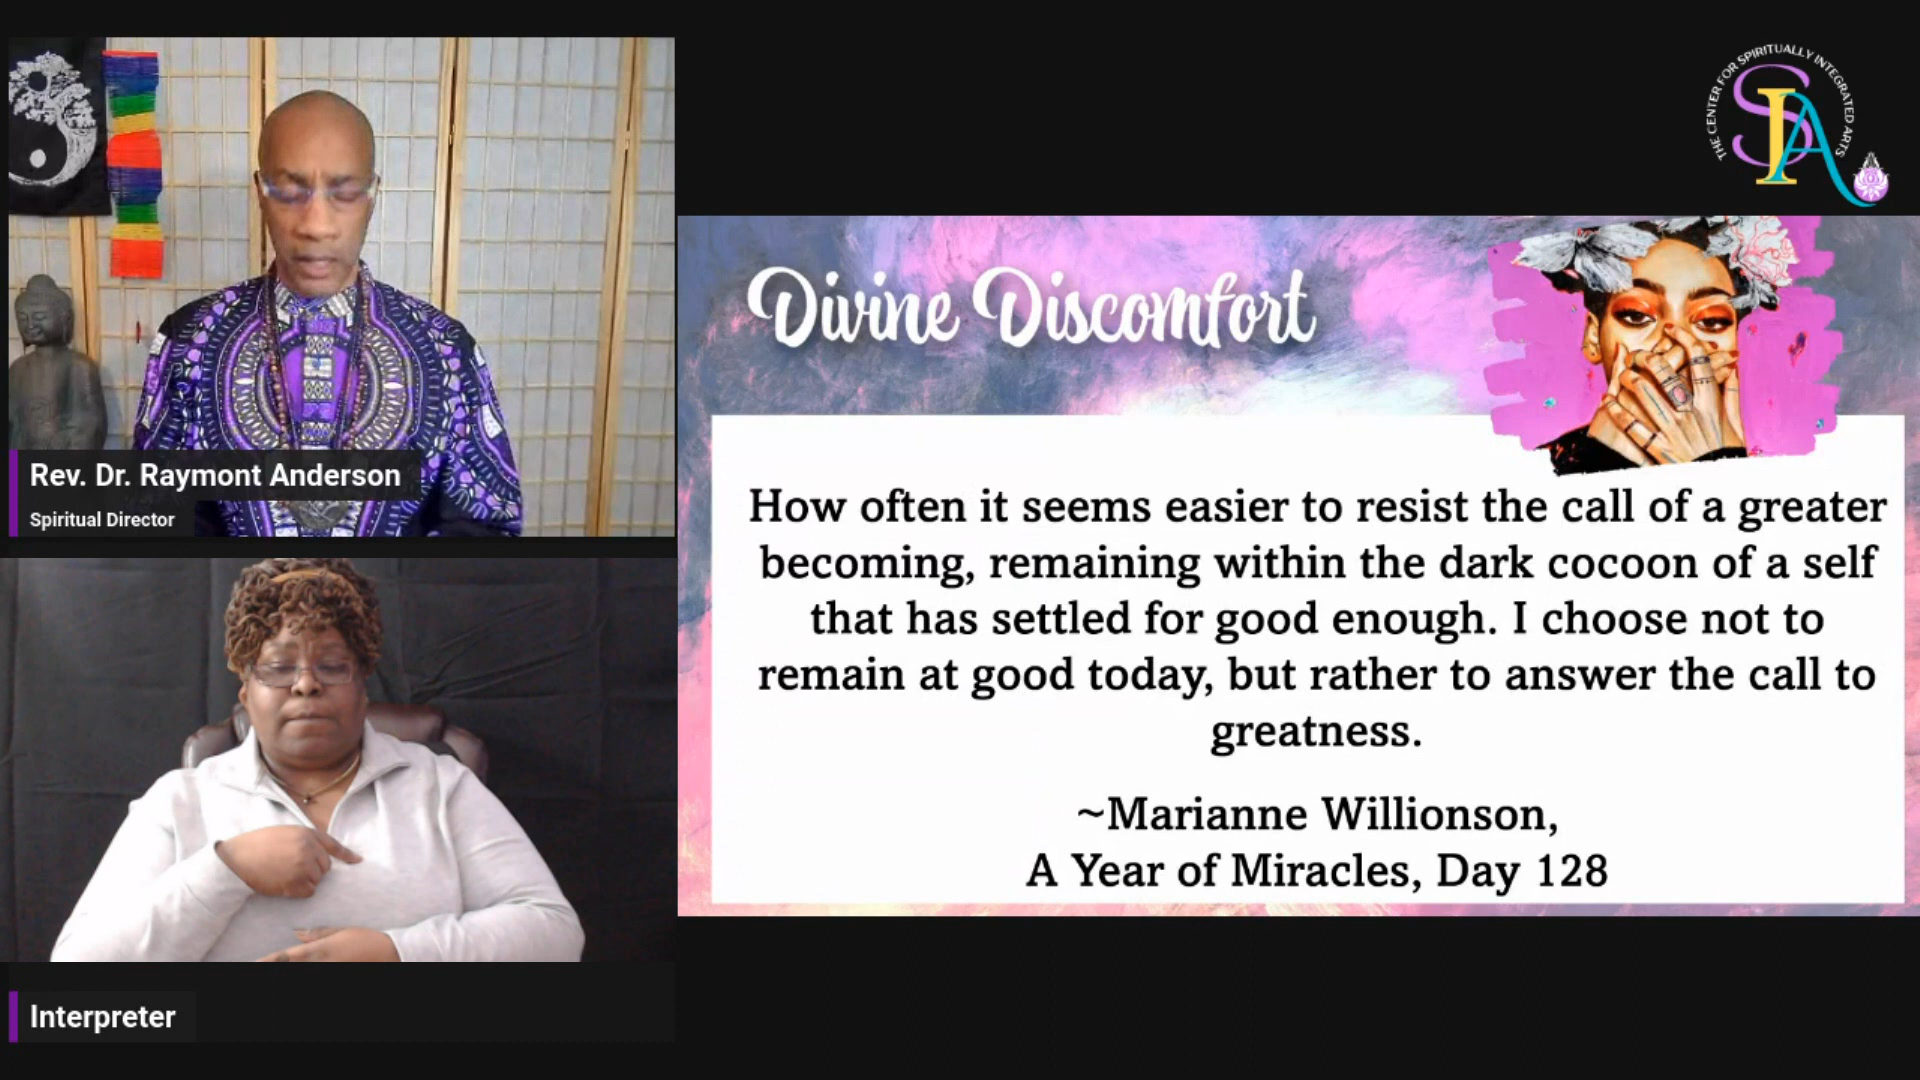 Rev. Dr. Raymont Anderson
Spiritual Director
Interpreter
THE CENTER FOR SPIRITUALLY INTEGRATED ARTS
SIA
Divine Discomfort
How often it seems easier to resist the call of a greater
becoming, remaining within the dark cocoon of a self
that has settled for good enough. I choose not to
remain at good today, but rather to answer the call to
greatness.
~Marianne Willionson,
A Year of Miracles, Day 128